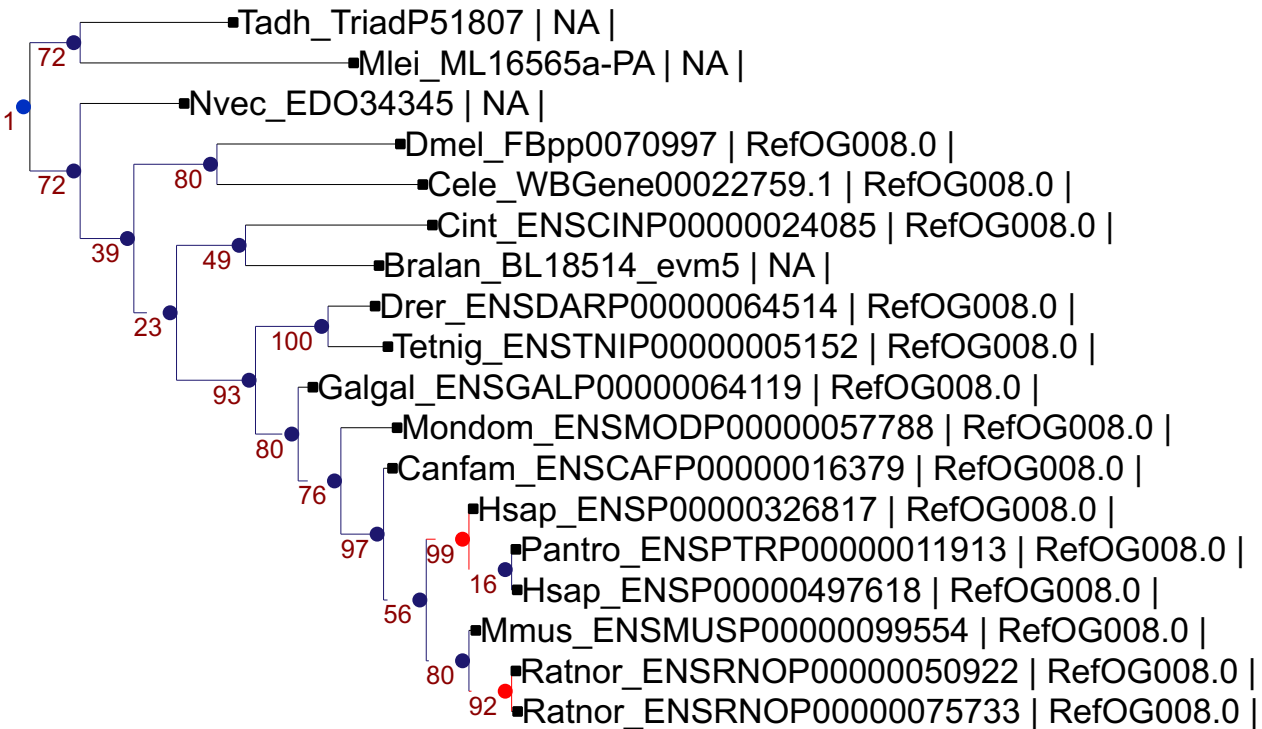 Tadh_TriadP51807 | NA |
72
Mlei_ML16565a-PA | NA |
Nvec_EDO34345 | NA |
1
Dmel_FBpp0070997 | RefOG008.0 |
72
80
Cele_WBGene00022759.1 | RefOG008.0 |
Cint_ENSCINP00000024085 | RefOG008.0 |
39
49
Bralan_BL18514_evm5 | NA |
Drer_ENSDARP00000064514 | RefOG008.0 |
23
100
Tetnig_ENSTNIP00000005152 | RefOG008.0 |
Galgal_ENSGALP00000064119 | RefOG008.0 |
93
Mondom_ENSMODP00000057788 | RefOG008.0 |
80
Canfam_ENSCAFP00000016379 | RefOG008.0 |
76
Hsap_ENSP00000326817 | RefOG008.0 |
97
99
Pantro_ENSPTRP00000011913 | RefOG008.0 |
16
Hsap_ENSP00000497618 | RefOG008.0 |
56
Mmus_ENSMUSP00000099554 | RefOG008.0 |
80
Ratnor_ENSRNOP00000050922 | RefOG008.0 |
92
Ratnor_ENSRNOP00000075733 | RefOG008.0 |